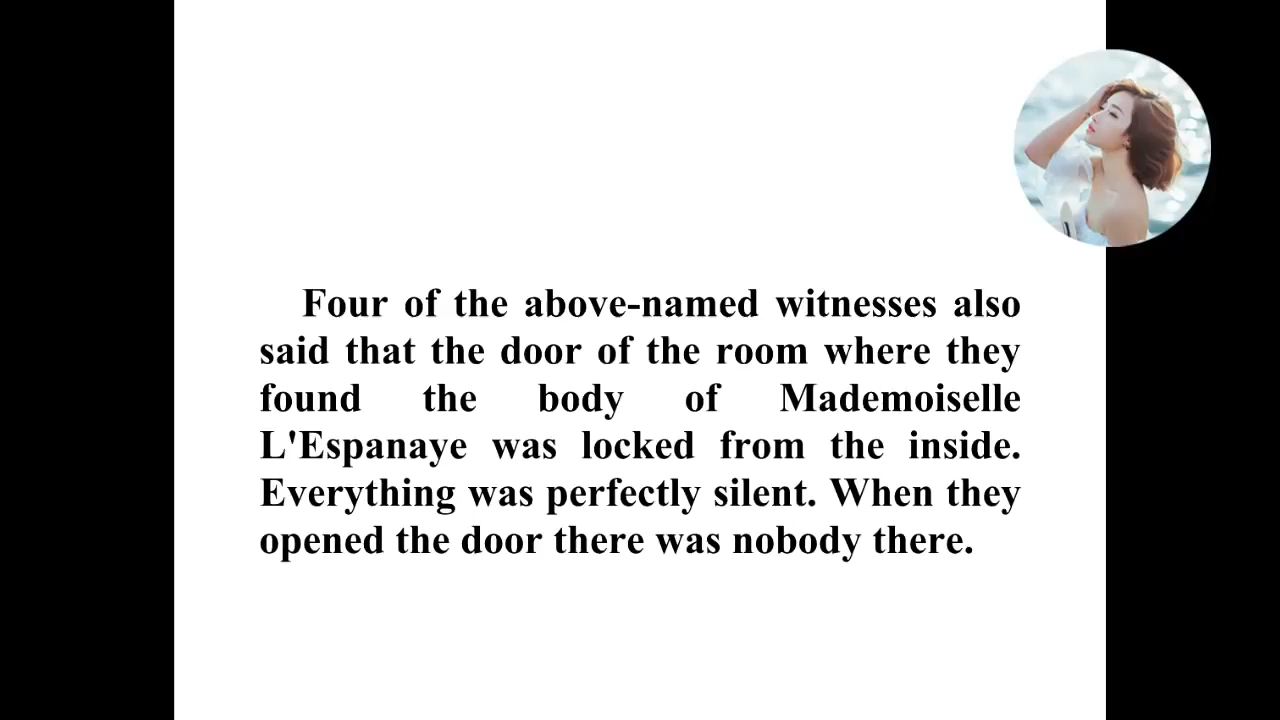 Four of the above-named witnesses also
said that the door of the room where they
found the body of Mademoiselle
L'Espanaye was locked from the inside.
Everything was perfectly silent. When they
opened the door there was nobody there.